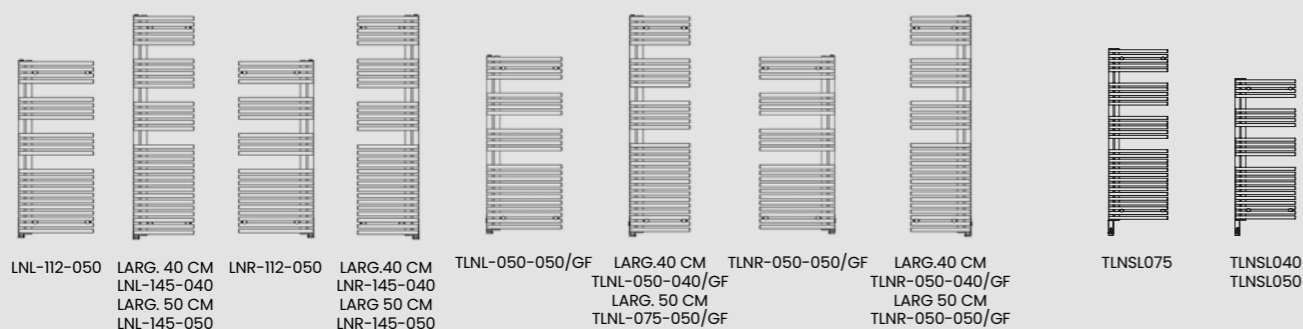 LNL-112-050
LARG. 40 CM
LNL-145-040
LARG. 50 CM
LNL-145-050
LNR-112-050
LARG.40 CM
LNR-145-040
LARG 50 CM
LNR-145-050
TLNL-050-050/GF
LARG.40 CM
TLNL-050-040/GF
LARG. 50 CM
TLNL-075-050/GF
TLNR-050-050/GF
LARG.40 CM
TLNR-050-040/GF
LARG 50 CM
TLNR-050-050/GF
TLNSL075
TLNSL040
TLNSL050